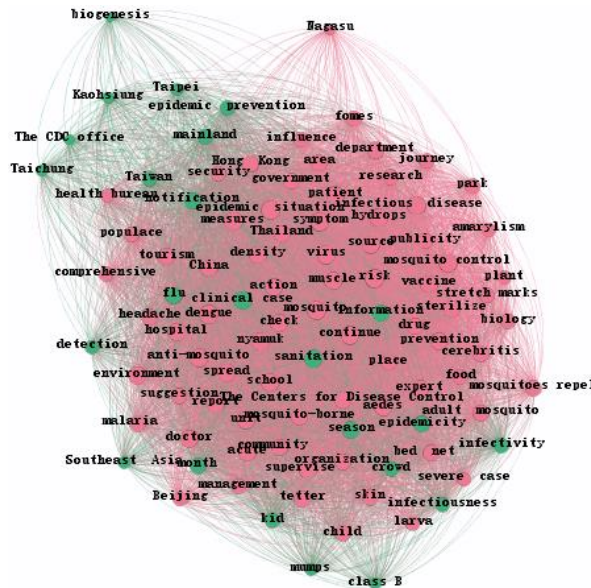 biogenesis
Nagasu
Taipei
Kaohsiung
epidemic prevention
fomes
The CDC office
mainland
influence
department
Taichung
Hong Kong
area
journey
Taiwan
security
government
research
park
health bureau
notification
patient
infectious disease
epidemic situation
hydrops
populace
measures
symptom
amarylism
Thailand
source
publicity
tourism
density
virus
mosquito control
comprehensive
China
muscle
risk
vaccine
plant
flu
action
stretch marks
clinical case
mosquito
Information
sterilize
headache
dengue
biology
hospital
check
continue
drug
prevention
detection
nyamuk
cerebritis
anti-mosquito
sanitation
place
environment
spread
food
school
expert
mosquitoes repel
suggestion
The Centers for Disease Control
report
aedes
adult
mosquito
malaria
unit
mosquito-borne
season
epidemicity
doctor
community
infectivity
acute
organization
bed net
Southeast Asia
month
supervise
crowd
severe case
management
Beijing
tetter
skin
infectiousness
kid
child
larva
mumps
class B